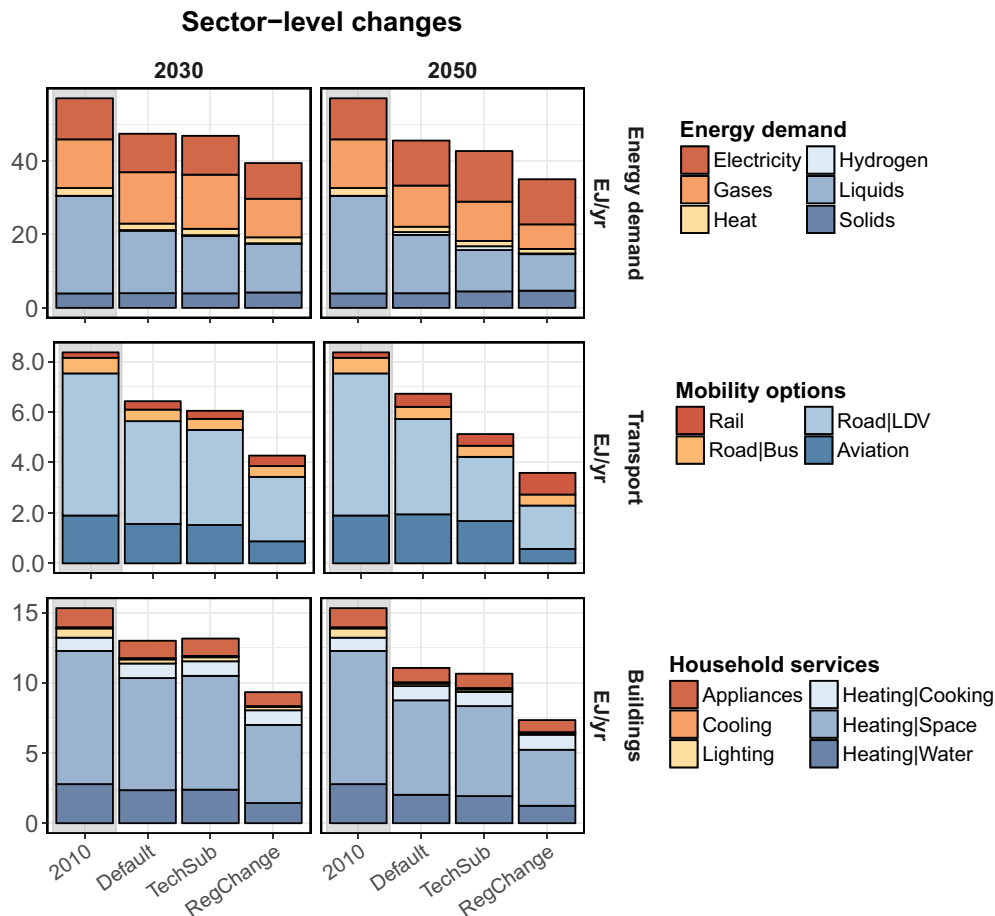 Sector−level changes
2030
2050
40
20
0
Energy demand
EJ/yr
Energy demand
Electricity
Hydrogen
Gases
Liquids
Heat
Solids
8.0
6.0
4.0
2.0
0.0
Transport
EJ/yr
Mobility options
Rail
Road|LDV
Road|Bus
Aviation
15
10
5
0
Buildings
EJ/yr
Household services
Appliances
Heating|Cooking
Cooling
Heating|Space
Lighting
Heating|Water
2010
Default
TechSub
RegChange
2010
Default
TechSub
RegChange